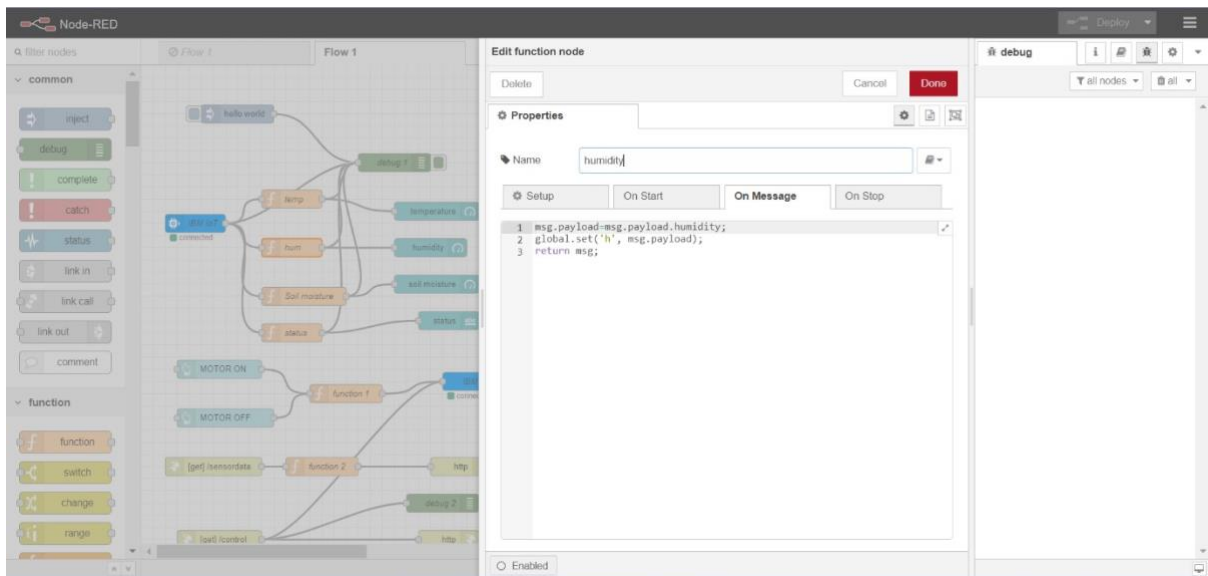 Node-RED
Deploy
filter nodes
Flow 1
Flow 1
Edit function node
debug
i
common
Delete
Cancel
Done
all nodes
all
inject
hello world
Properties
debug
debug 1
Name
humidity
complete
temp
Setup
On Start
On Message
On Stop
catch
temperature
connected
1 msg.payload=msg.payload.humidity;
2 global.set('h', msg.payload);
3 return msg;
status
hum
humidity
link in
soil moisture
Soil moisture
link call
status
status
link out
comment
MOTOR ON
function 1
function
MOTOR OFF
function
[get] /sensordata
function 2
http
switch
change
debug 2
range
[get] /control
http
Enabled